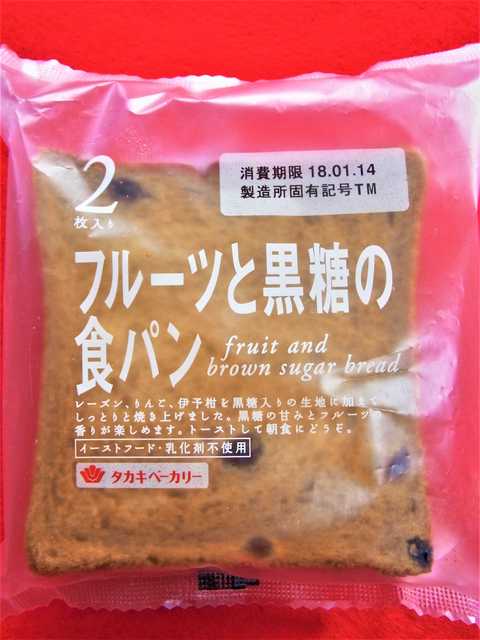 消費期限 18.01.14
製造所固有記号TM
2
枚入り
フルーツと黒糖の
食パン
fruit and
brown sugar bread
レーズン、りんご、伊予柑を黒糖入りの生地に加えて
しっとりと焼き上げました。黒糖の甘みとフルーツの
香りが楽しめます。トーストして朝食にどうぞ。
イーストフード・乳化剤不使用
タカキベーカリー